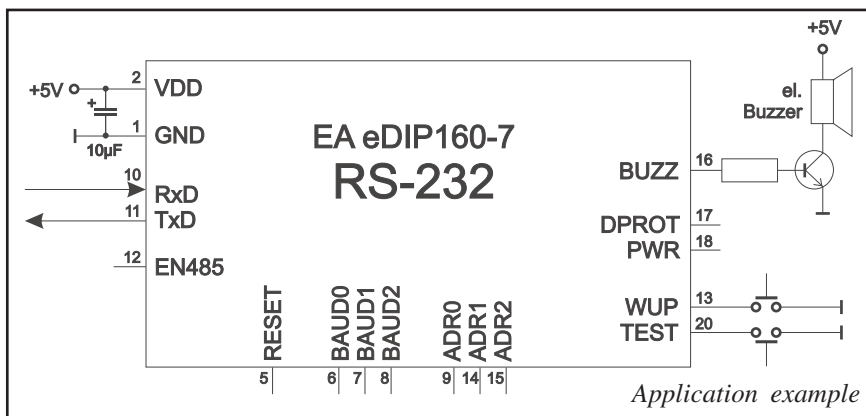 +5V
2 VDD
+5V
+
1 GND
10µF
EA eDIP160-7
RS-232
10
RxD
11 TxD
12 EN485
el.
Buzzer
BUZZ 16
DPROT 17
PWR 18
WUP 13
TEST 20
RESET
BAUD0
BAUD1
BAUD2
ADR0
ADR1
ADR2
5 6 7 8 9 14 15
Application example